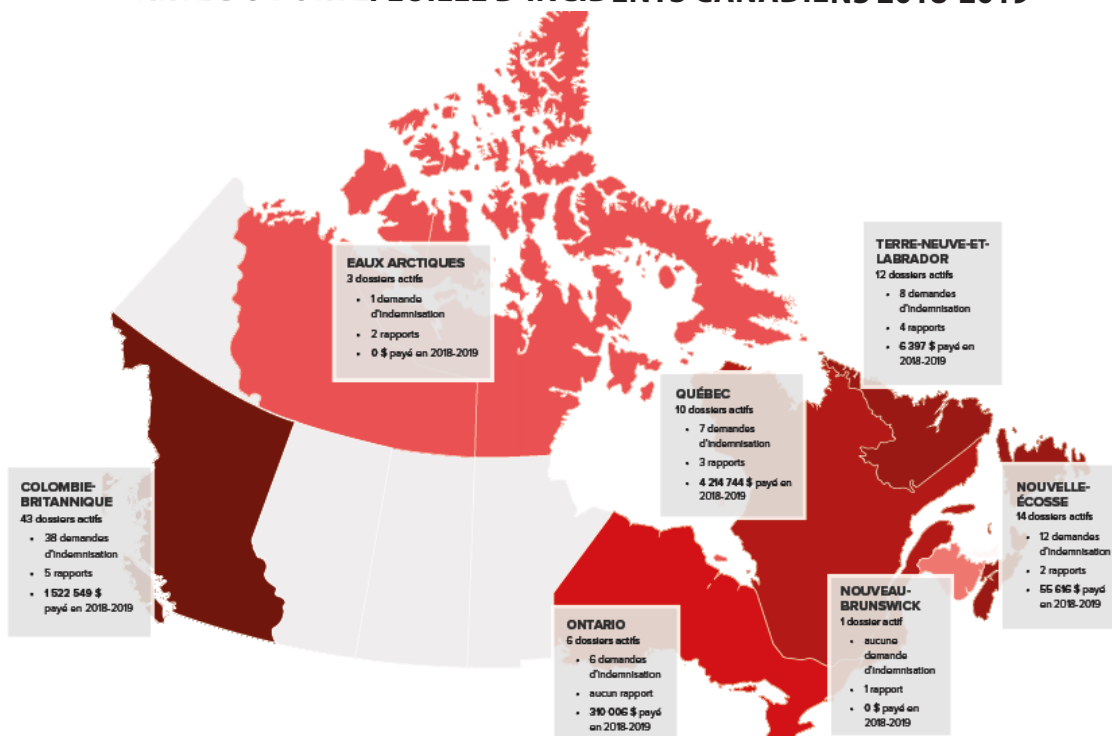 D'INCIDENTS CANADIENS 2018-2019
EAUX ARCTIQUES
3 dossiers actifs
• 1 demande
d'indemnisation
• 2 rapports
• 0 $ payé en 2018-2019
TERRE-NEUVE-ET-
LABRADOR
12 dossiers actifs
• 8 demandes
d'indemnisation
• 4 rapports
• 6 397 $ payé en
2018-2019
QUÉBEC
10 dossiers actifs
• 7 demandes
d'indemnisation
• 3 rapports
• 4 214 744 $ payé en
2018-2019
COLOMBIE-
BRITANNIQUE
43 dossiers actifs
• 38 demandes
d'indemnisation
• 5 rapports
• 1 522 549 $
payé en 2018-2019
NOUVELLE-
ÉCOSSE
14 dossiers actifs
• 12 demandes
d'indemnisation
• 2 rapports
• 55 616 $ payé
en 2018-2019
ONTARIO
6 dossiers actifs
• 6 demandes
d'indemnisation
• aucun rapport
• 310 006 $ payé
en 2018-2019
NOUVEAU-
BRUNSWICK
1 dossier actif
• aucune
demande
d'indemnisation
• 1 rapport
• 0 $ payé en
2018-2019